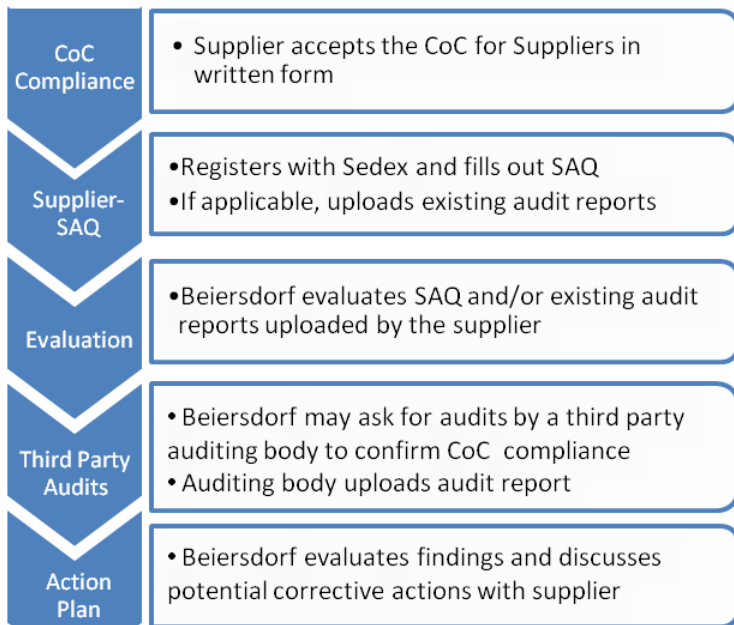 CoC
Compliance
• Supplier accepts the CoC for Suppliers in
written form
Supplier-
SAQ
•Registers with Sedex and fills out SAQ
•If applicable, uploads existing audit reports
Evaluation
•Beiersdorf evaluates SAQ and/or existing audit
reports uploaded by the supplier
Third Party
Audits
• Beiersdorf may ask for audits by a third party
auditing body to confirm CoC compliance
• Auditing body uploads audit report
Action
Plan
• Beiersdorf evaluates findings and discusses
potential corrective actions with supplier